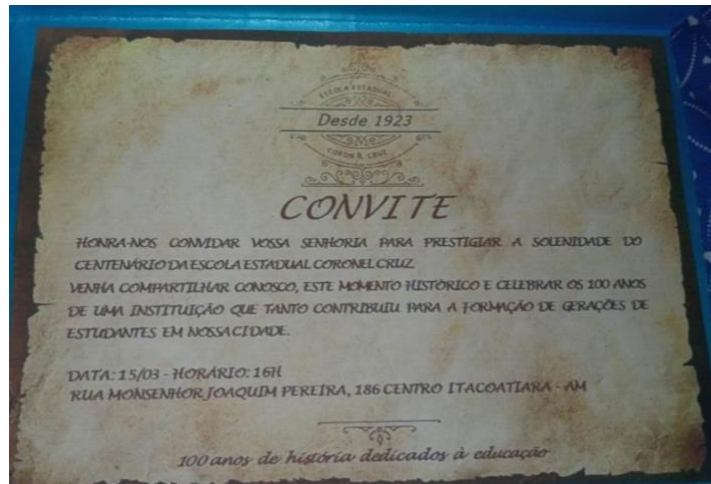 ESCOLA ESTADUAL
Desde 1923
CORONEL CRUZ
CONVITE
HONRA-NOS CONVIDAR VOSSA SENHORIA PARA PRESTIGIAR A SOLENIDADE DO
CENTENÁRIO DA ESCOLA ESTADUAL CORONEL CRUZ
VENHA COMPARTILHAR CONOSCO, ESTE MOMENTO HISTÓRICO E CELEBRAR OS 100 ANOS
DE UMA INSTITUIÇÃO QUE TANTO CONTRIBUIU PARA A FORMAÇÃO DE GERAÇÕES DE
ESTUDANTES EM NOSSA CIDADE.
DATA: 15/03 - HORÁRIO: 16H
RUA MONSENHOR JOAQUIM PEREIRA, 186 CENTRO ITACOATIARA - AM
100 anos de história dedicados à educação